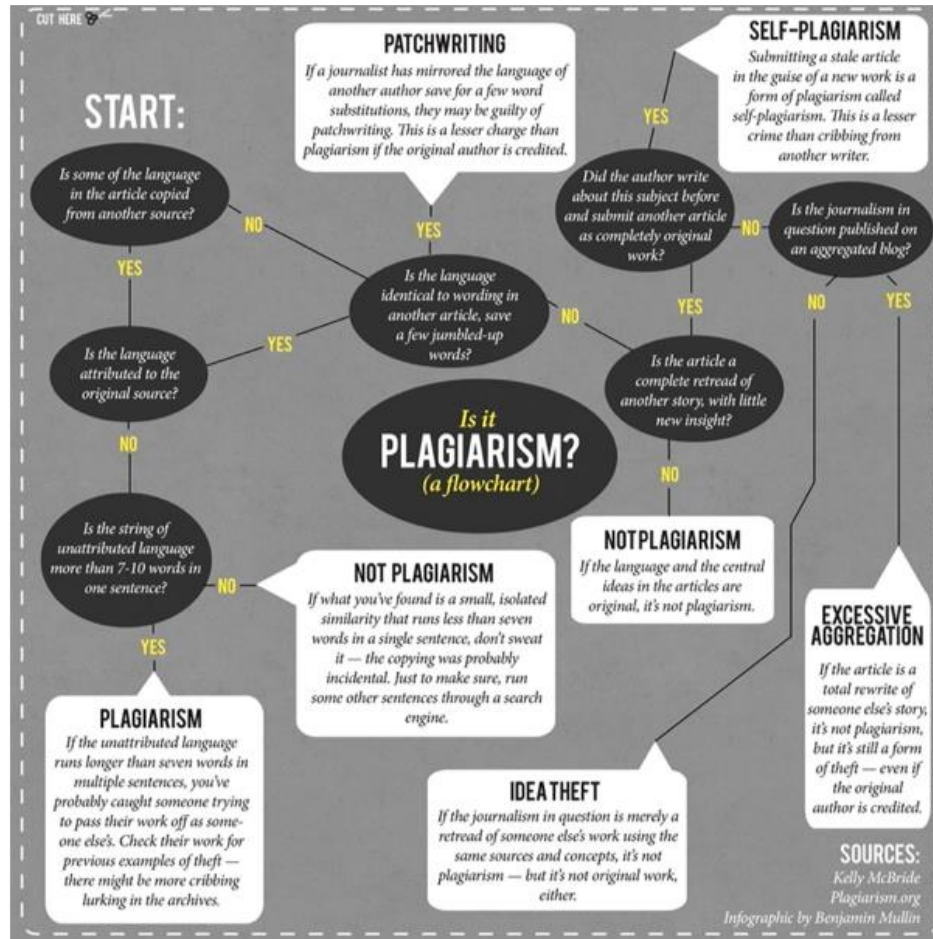 CUT HERE
START:
Is some of the language
in the article copied
from another source?
NO
YES
Is the language
attributed to the
original source?
YES
NO
Is the string of
unattributed language
more than 7-10 words in
one sentence?
NO
YES
PLAGIARISM
If the unattributed language
runs longer than seven words in
multiple sentences, you've
probably caught someone trying
to pass their work off as some-
one else's. Check their work for
previous examples of theft —
there might be more cribbing
lurking in the archives.
NOT PLAGIARISM
If what you've found is a small, isolated
similarity that runs less than seven
words in a single sentence, don't sweat
it — the copying was probably
incidental. Just to make sure, run
some other sentences through a search
engine.
PATCHWRITING
If a journalist has mirrored the language of
another author save for a few word
substitutions, they may be guilty of
patchwriting. This is a lesser charge than
plagiarism if the original author is credited.
YES
Is the language
identical to wording in
another article, save
a few jumbled-up
words?
NO
Is it
PLAGIARISM?
(a flowchart)
SELF-PLAGIARISM
Submitting a stale article
in the guise of a new work is a
form of plagiarism called
self-plagiarism. This is a lesser
crime than cribbing from
another writer.
YES
Did the author write
about this subject before
and submit another article
as completely original
work?
NO
YES
Is the article a
complete retread of
another story, with little
new insight?
NO
NOT PLAGIARISM
If the language and the central
ideas in the articles are
original, it's not plagiarism.
Is the journalism in
question published on
an aggregated blog?
NO
YES
IDEA THEFT
If the journalism in question is merely a
retread of someone else's work using the
same sources and concepts, it's not
plagiarism — but it's not original work,
either.
EXCESSIVE
AGGREGATION
If the article is a
total rewrite of
someone else's story,
it's not plagiarism,
but it's still a form
of theft — even if
the original
author is credited.
SOURCES:
Kelly McBride
Plagiarism.org
Infographic by Benjamin Mullin